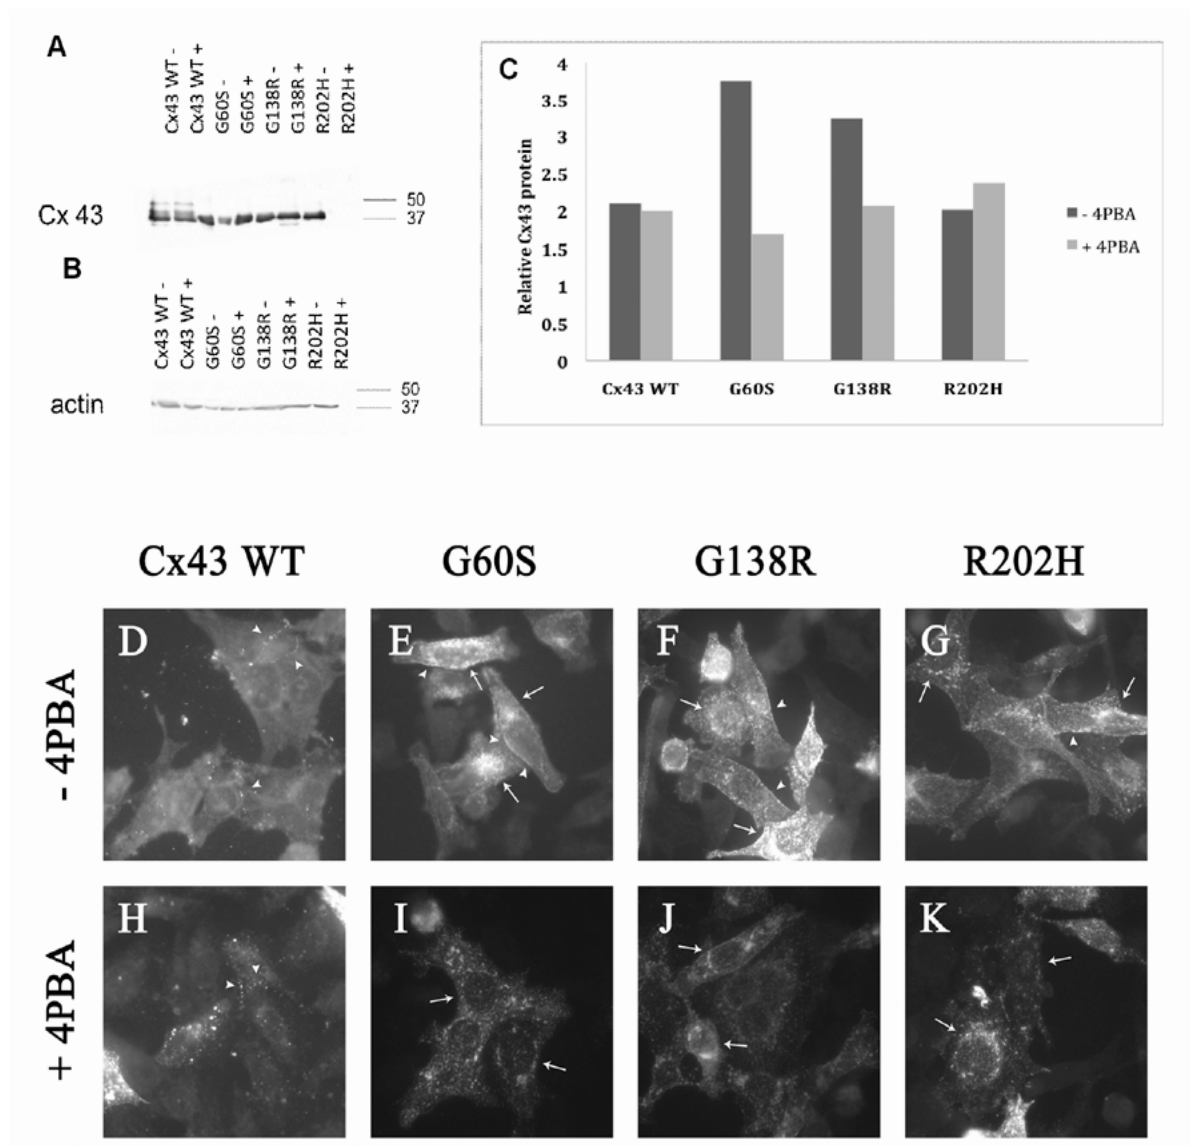 A
Cx43 WT -
Cx43 WT +
G60S -
G60S +
G138R -
G138R +
R202H -
R202H +
Cx 43
50
37
B
Cx43 WT -
Cx43 WT +
G60S -
G60S +
G138R -
G138R +
R202H -
R202H +
actin
50
37
C
Relative Cx43 protein
4
3.5
3
2.5
2
1.5
1
0.5
0
Cx43 WT G60S G138R R202H
- 4PBA
+ 4PBA
Cx43 WT G60S G138R R202H
- 4PBA
D E F G
+ 4PBA
H I J K